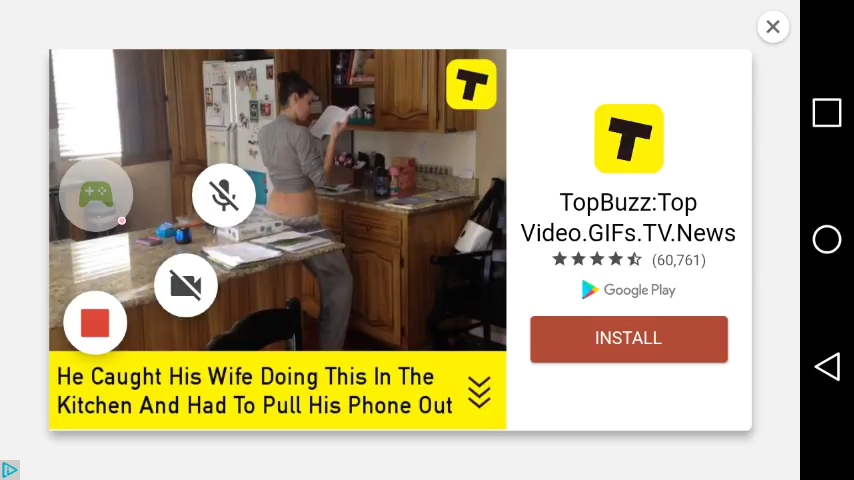 T
T
TopBuzz:Top
Video.GIFs.TV.News
(60,761)
Google Play
INSTALL
He Caught His Wife Doing This In The
Kitchen And Had To Pull His Phone Out